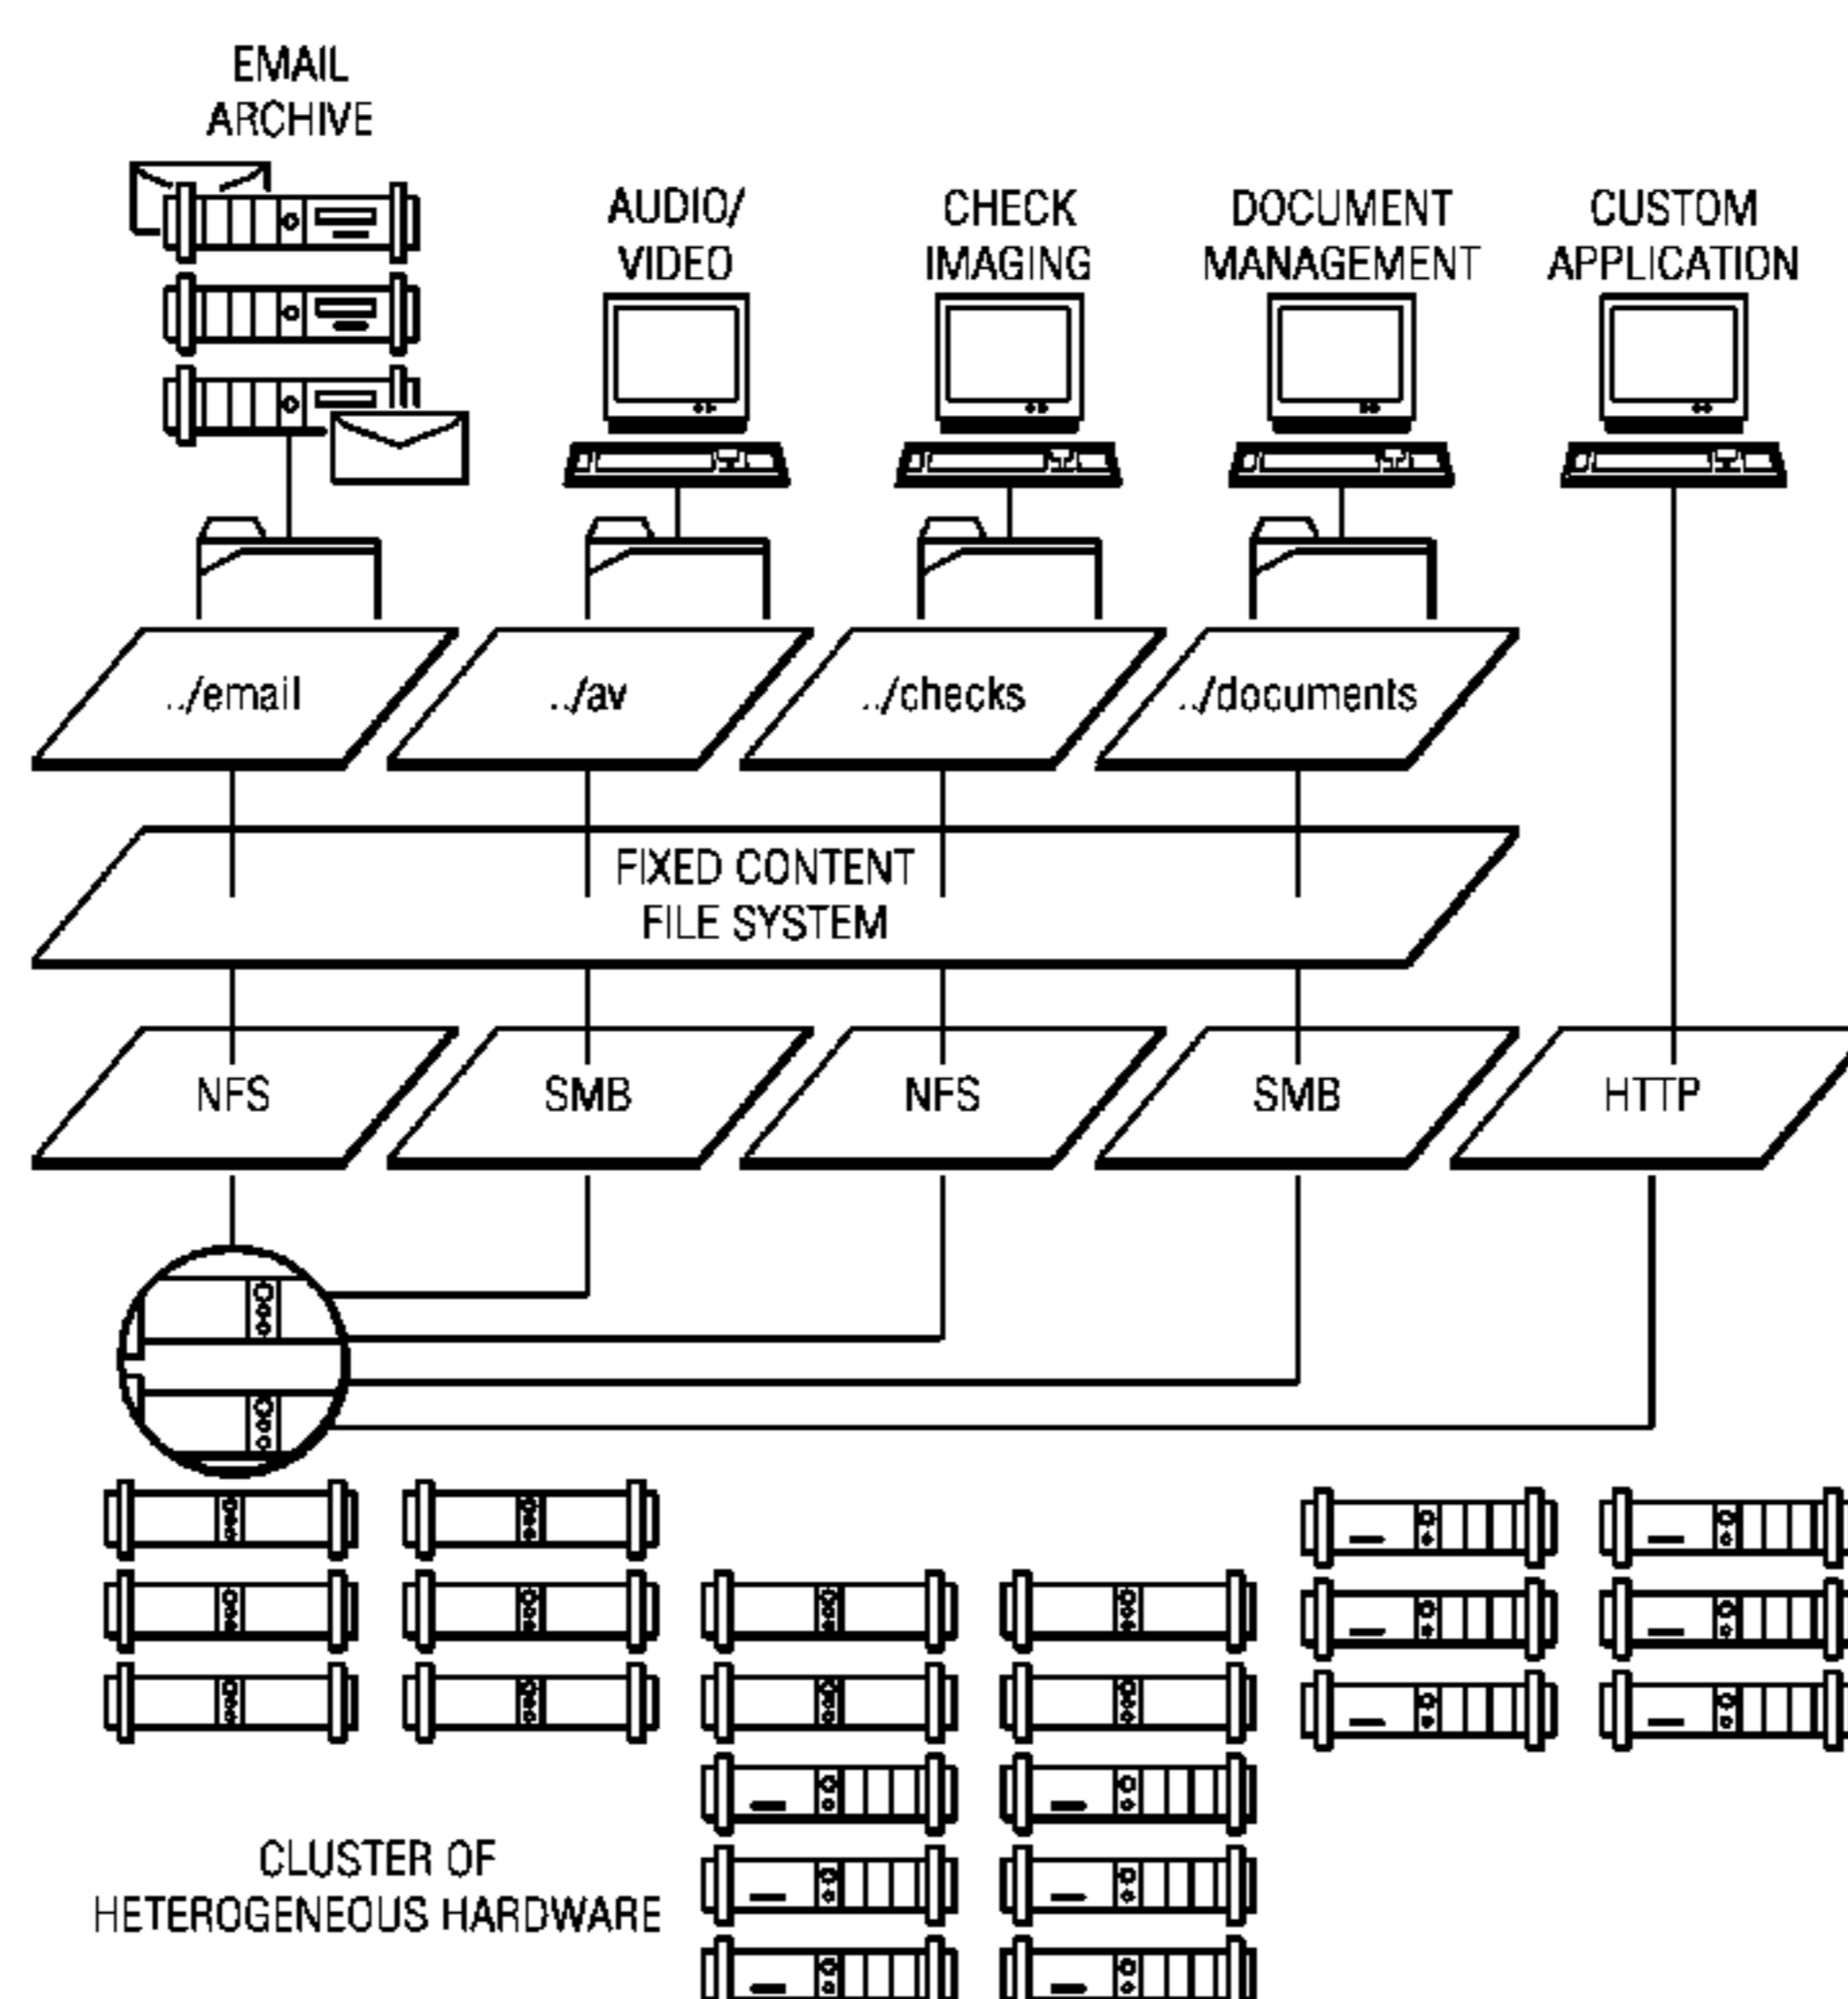 EMAIL
ARCHIVE
AUDIO/
VIDEO
CHECK
IMAGING
DOCUMENT
MANAGEMENT
CUSTOM
APPLICATION
../email
../av
../checks
../documents
FIXED CONTENT
FILE SYSTEM
NFS
SMB
NFS
SMB
HTTP
CLUSTER OF
HETEROGENEOUS HARDWARE